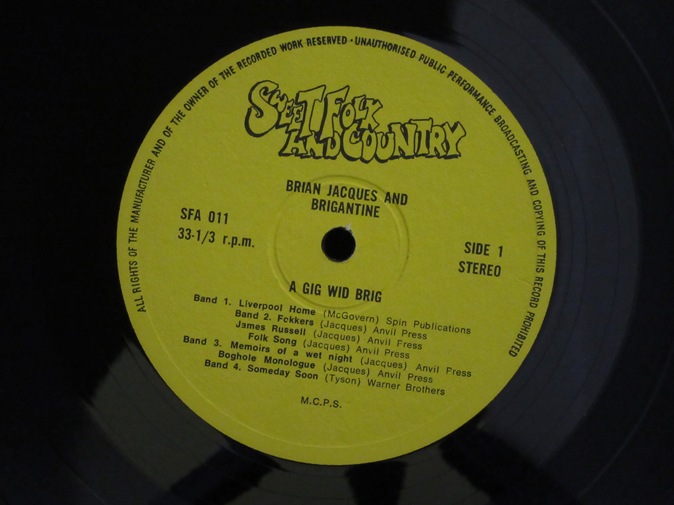 ALL RIGHTS OF THE MANUFACTURER AND OF THE OWNER OF THE RECORDED WORK RESERVED · UNAUTHORISED PUBLIC PERFORMANCE BROADCASTING AND COPYING OF THIS RECORD PROHIBITED
SWEET FOLK
AND COUNTRY
BRIAN JACQUES AND
BRIGANTINE
SFA 011
33-1/3 r.p.m.
SIDE 1
STEREO
A GIG WID BRIG
Band 1. Liverpool Home (McGovern) Spin Publications
Band 2. Fokkers (Jacques) Anvil Press
James Russell (Jacques) Anvil Fress
Folk Song (Jacques) Anvil Press
Band 3. Memoirs of a wet night (Jacques) Anvil Press
Boghole Monologue (Jacques) Anvil Press
Band 4. Someday Soon (Tyson) Warner Brothers
M.C.P.S.